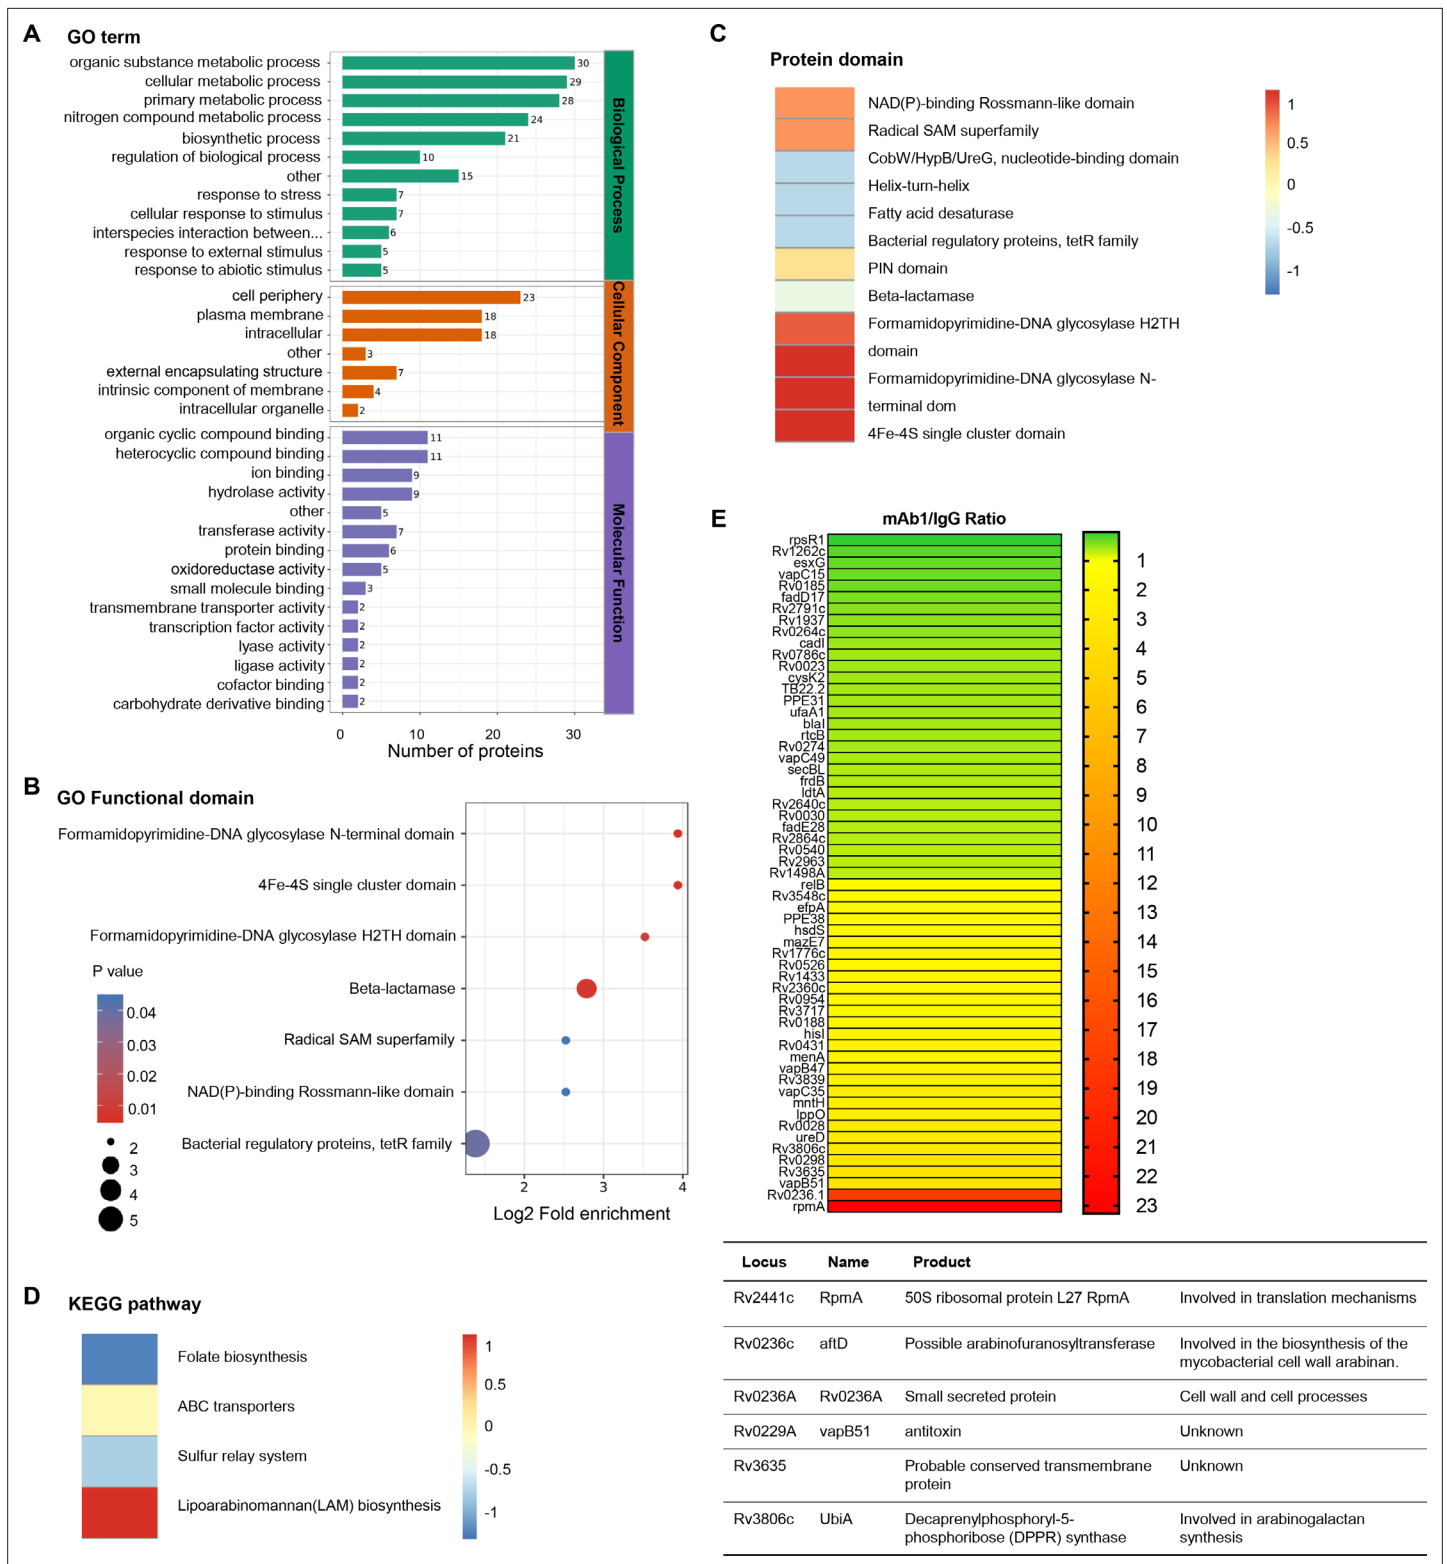 A
GO term
organic substance metabolic process 30
cellular metabolic process 29
primary metabolic process 28
nitrogen compound metabolic process 24
biosynthetic process 21
regulation of biological process 10
other 15
response to stress 7
cellular response to stimulus 7
interspecies interaction between... 6
response to external stimulus 5
response to abiotic stimulus 5
Biological Process
cell periphery 23
plasma membrane 18
intracellular 18
other 3
external encapsulating structure 7
intrinsic component of membrane 4
intracellular organelle 2
Cellular Component
organic cyclic compound binding 11
heterocyclic compound binding 11
ion binding 9
hydrolase activity 9
other 5
transferase activity 7
protein binding 6
oxidoreductase activity 5
small molecule binding 3
transmembrane transporter activity 2
transcription factor activity 2
lyase activity 2
ligase activity 2
cofactor binding 2
carbohydrate derivative binding 2
Molecular Function
0 10 20 30
Number of proteins
B
GO Functional domain
Formamidopyrimidine-DNA glycosylase N-terminal domain
4Fe-4S single cluster domain
Formamidopyrimidine-DNA glycosylase H2TH domain
Beta-lactamase
Radical SAM superfamily
NAD(P)-binding Rossmann-like domain
Bacterial regulatory proteins, tetR family
P value
0.04
0.03
0.02
0.01
2
3
4
5
2 3 4
Log2 Fold enrichment
C
Protein domain
NAD(P)-binding Rossmann-like domain
Radical SAM superfamily
CobW/HypB/UreG, nucleotide-binding domain
Helix-turn-helix
Fatty acid desaturase
Bacterial regulatory proteins, tetR family
PIN domain
Beta-lactamase
Formamidopyrimidine-DNA glycosylase H2TH
domain
Formamidopyrimidine-DNA glycosylase N-
terminal dom
4Fe-4S single cluster domain
1
0.5
0
-0.5
-1
D
KEGG pathway
Folate biosynthesis
ABC transporters
Sulfur relay system
Lipoarabinomannan(LAM) biosynthesis
1
0.5
0
-0.5
-1
E
mAb1/IgG Ratio
rpsR1
Rv1262c
esxG
vapC15
Rv0185
fadD17
Rv2791c
Rv1937
Rv0264c
cadI
Rv0786c
Rv0023
cysK2
TB22.2
PPE31
ufaA1
blaI
rtcB
Rv0274
vapC49
secBL
frdB
ldtA
Rv2640c
Rv0030
fadE28
Rv2864c
Rv0540
Rv2963
Rv1498A
relB
Rv3548c
efpA
PPE38
hsdS
mazE7
Rv1776c
Rv0526
Rv1433
Rv2360c
Rv0954
Rv3717
Rv0188
hisI
Rv0431
menA
vapB47
Rv3839
vapC35
mntH
lppO
Rv0028
ureD
Rv3806c
Rv0298
Rv3635
vapB51
Rv0236.1
rpmA
1
2
3
4
5
6
7
8
9
10
11
12
13
14
15
16
17
18
19
20
21
22
23
Locus Name Product
Rv2441c RpmA 50S ribosomal protein L27 RpmA Involved in translation mechanisms
Rv0236c aftD Possible arabinofuranosyltransferase Involved in the biosynthesis of the
mycobacterial cell wall arabinan.
Rv0236A Rv0236A Small secreted protein Cell wall and cell processes
Rv0229A vapB51 antitoxin Unknown
Rv3635 Probable conserved transmembrane Unknown
protein
Rv3806c UbiA Decaprenylphosphoryl-5- Involved in arabinogalactan
phosphoribose (DPPR) synthase synthesis